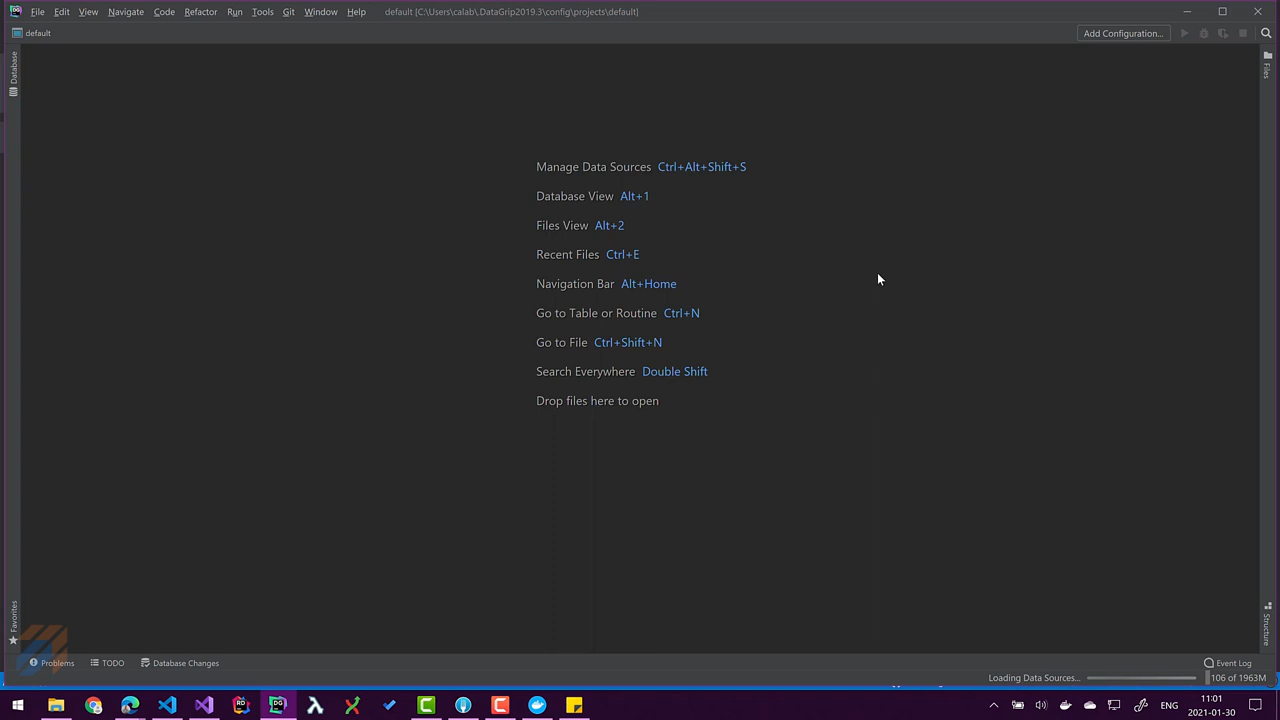 DG File Edit View Navigate Code Refactor Run Tools Git Window Help default [C:\Users\calab\.DataGrip2019.3\config\projects\default]
default Add Configuration...
Database
Files
Manage Data Sources Ctrl+Alt+Shift+S
Database View Alt+1
Files View Alt+2
Recent Files Ctrl+E
Navigation Bar Alt+Home
Go to Table or Routine Ctrl+N
Go to File Ctrl+Shift+N
Search Everywhere Double Shift
Drop files here to open
Favorites
Structure
Problems TODO Database Changes Event Log
Loading Data Sources... 106 of 1963M
RD DG ENG 11:01
2021-01-30